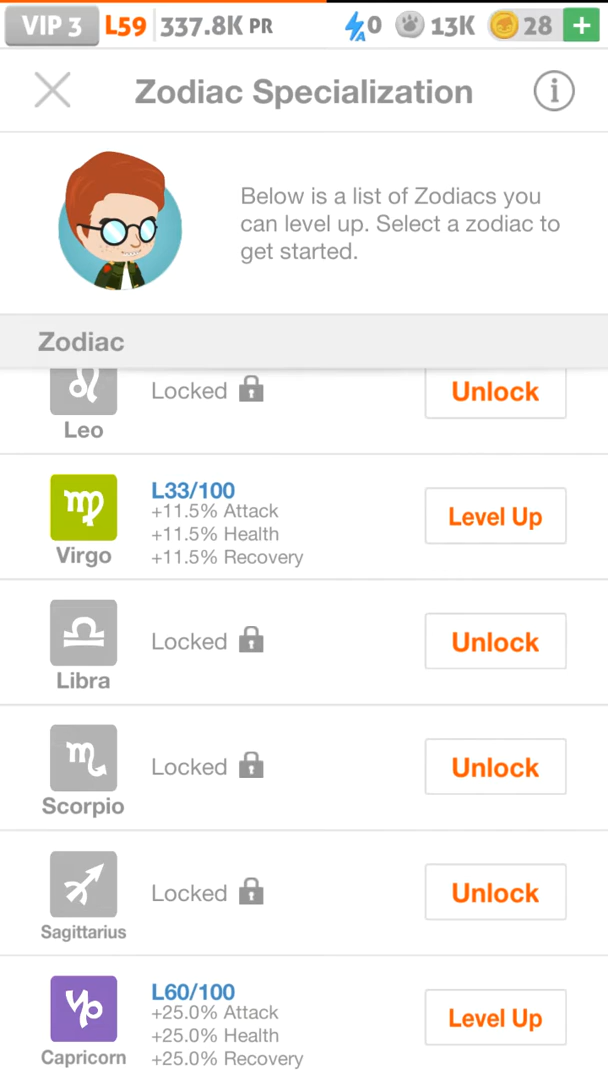 VIP 3 L59 337.8K PR 0 13K 28 +
A
Zodiac Specialization i
Below is a list of Zodiacs you
can level up. Select a zodiac to
get started.
Zodiac
Locked Unlock
Leo
L33/100
+11.5% Attack
+11.5% Health
+11.5% Recovery
Level Up
Virgo
Locked Unlock
Libra
Locked Unlock
Scorpio
Locked Unlock
Sagittarius
L60/100
+25.0% Attack
+25.0% Health
+25.0% Recovery
Level Up
Capricorn